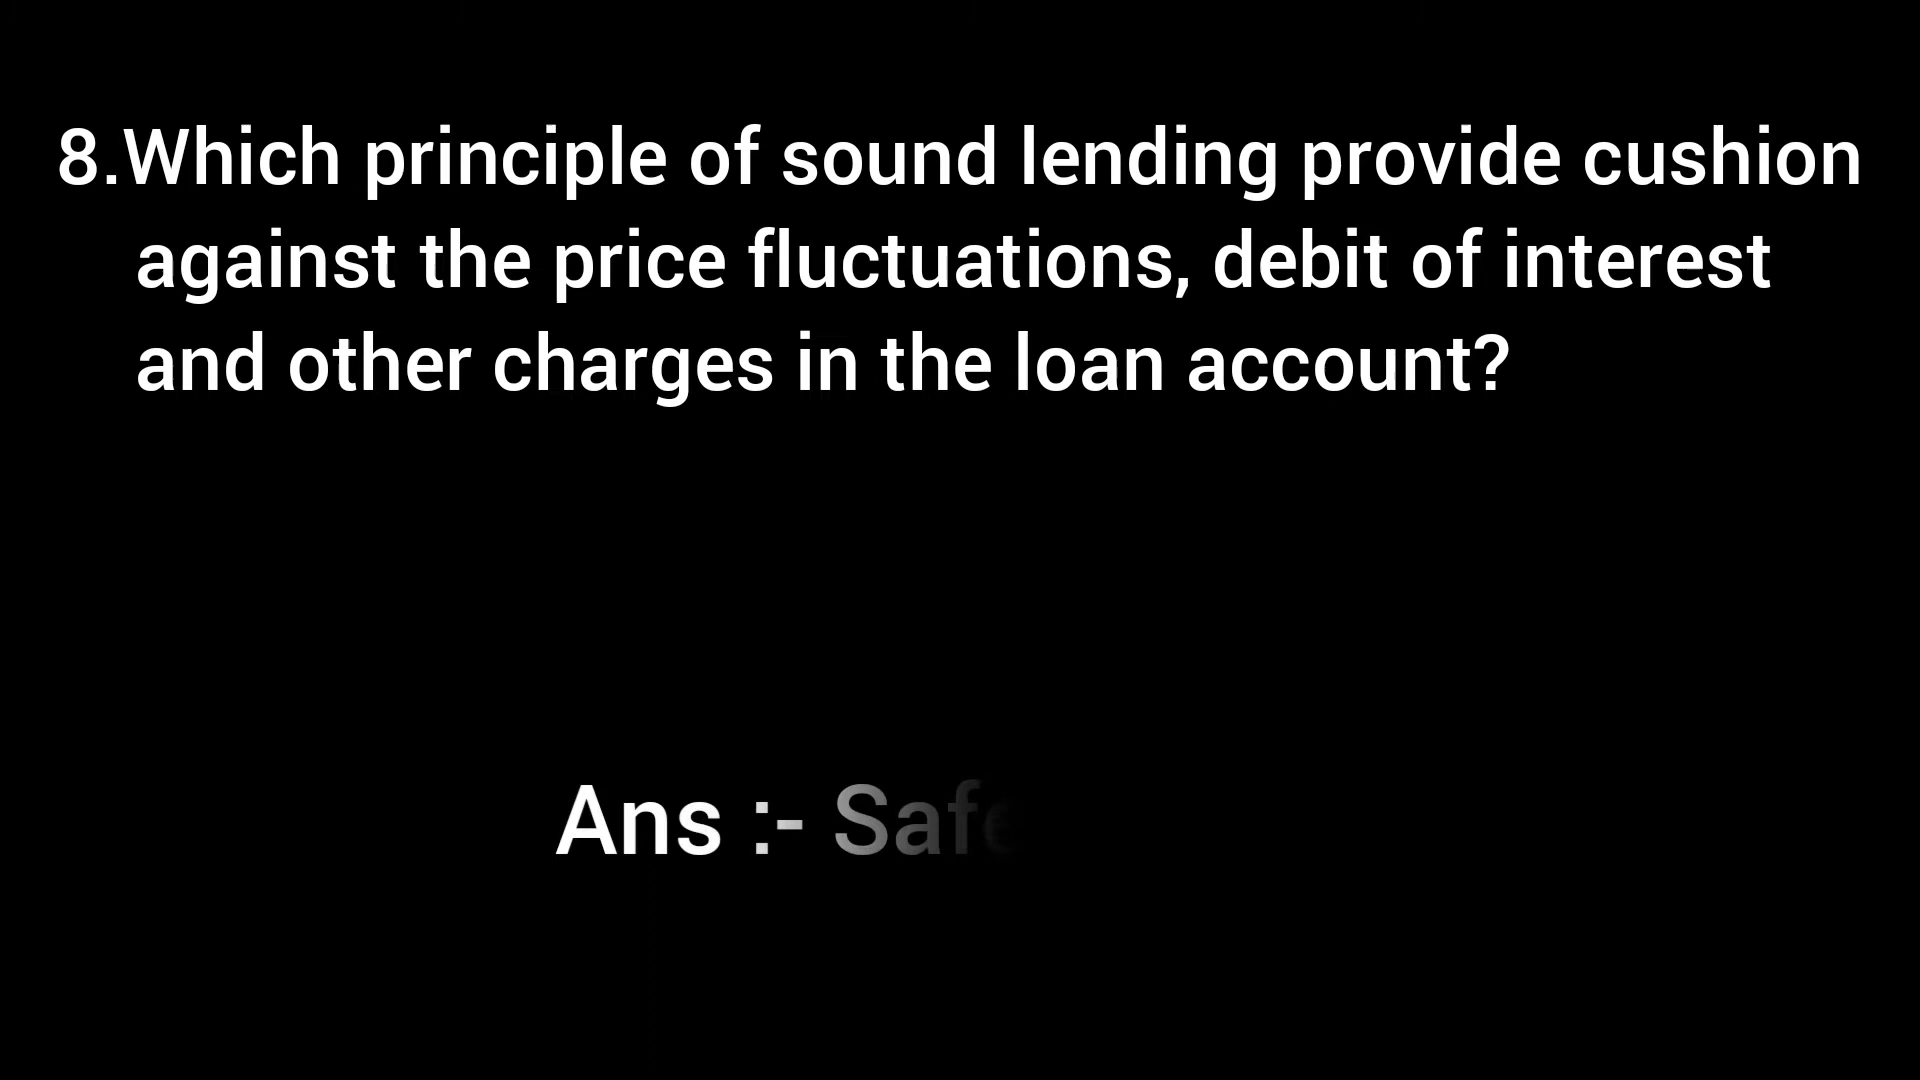 8.Which principle of sound lending provide cushion
against the price fluctuations, debit of interest
and other charges in the loan account?
Ans :- Safe